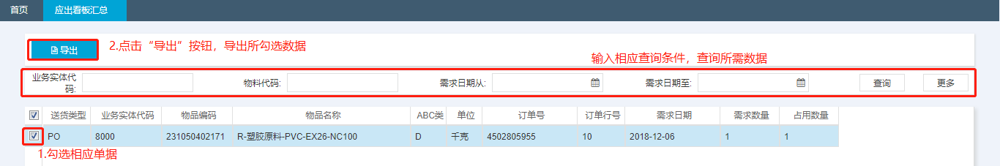 首页 应出看板汇总
导出 2.点击“导出”按钮，导出所勾选数据
输入相应查询条件，查询所需数据
业务实体代码: 物料代码: 需求日期从: 需求日期至: 查询 更多
送货类型 业务实体代码 物品编码 物品名称 ABC类 单位 订单号 订单行号 需求日期 需求数量 占用数量
PO 8000 231050402171 R-塑胶原料-PVC-EX26-NC100 D 千克 4502805955 10 2018-12-06 1 1
1.勾选相应单据